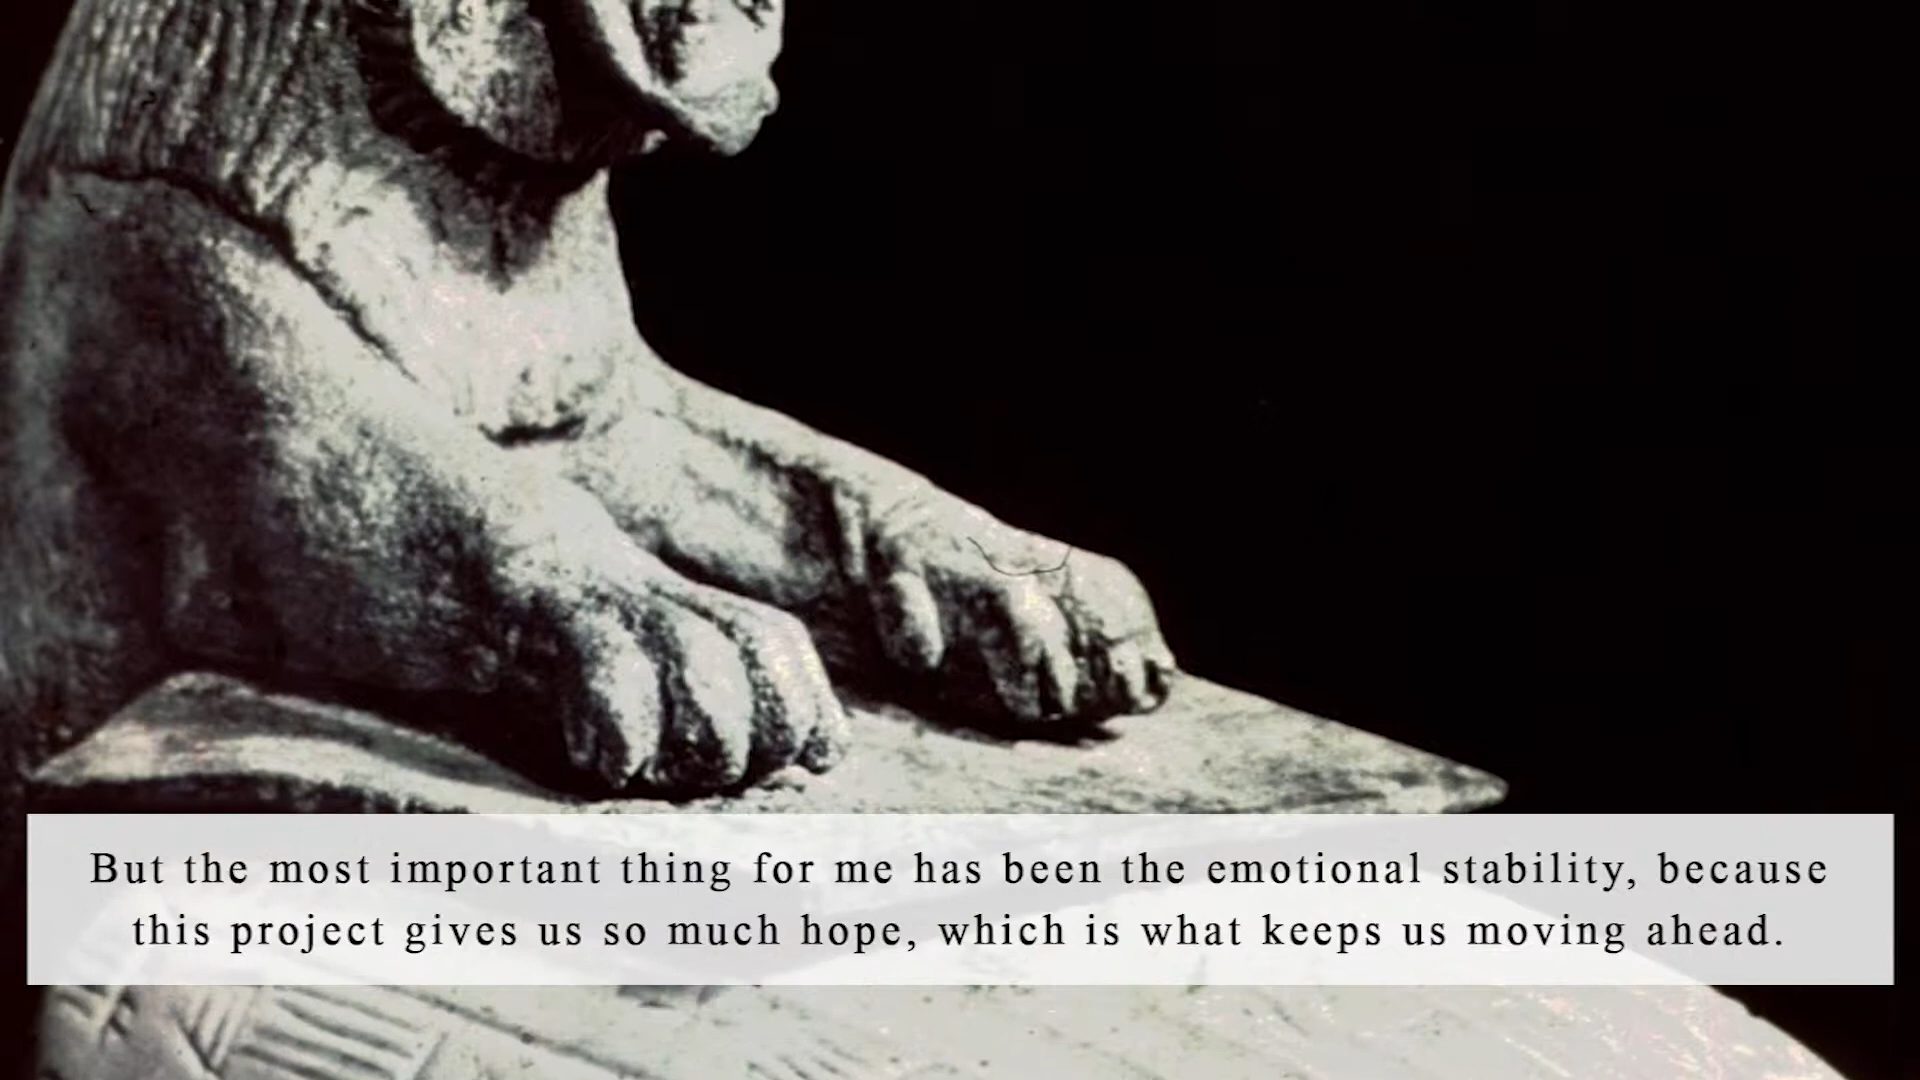 But the most important thing for me has been the emotional stability, because
this project gives us so much hope, which is what keeps us moving ahead.